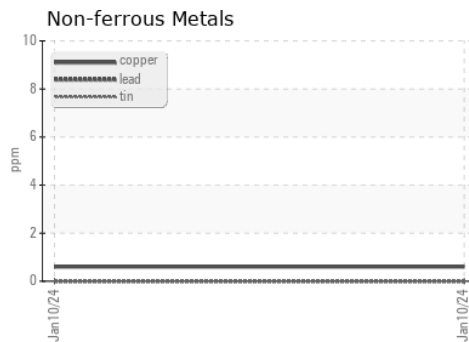 Non-ferrous Metals
10
8
6
4
2
0
ppm
copper
lead
tin
Jan10/24
Jan10/24